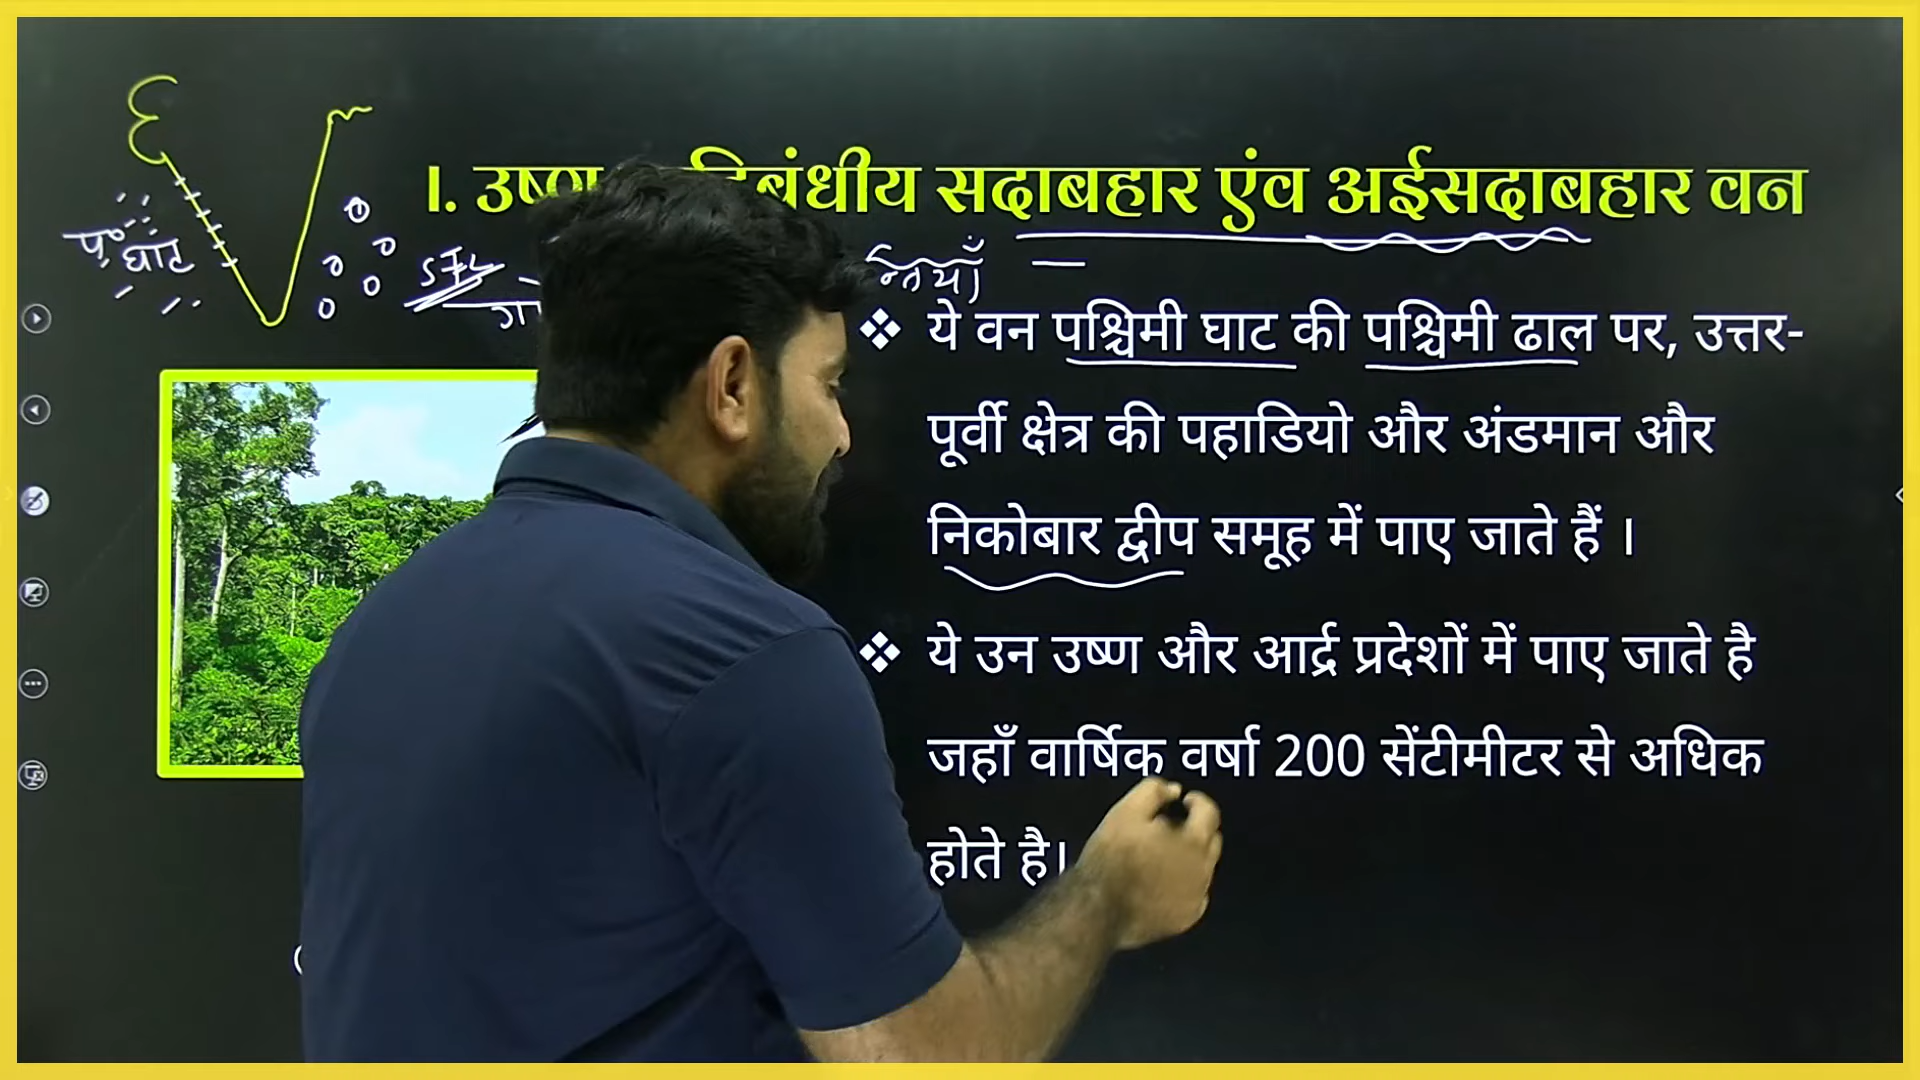 I. उष्ण टिबंधीय सदाबहार एंव अईसदाबहार वन
प० घाट
❖ ये वन पश्चिमी घाट की पश्चिमी ढाल पर, उत्तर-
पूर्वी क्षेत्र की पहाडियो और अंडमान और
निकोबार द्वीप समूह में पाए जाते हैं ।
❖ ये उन उष्ण और आर्द्र प्रदेशों में पाए जाते है
जहाँ वार्षिक वर्षा 200 सेंटीमीटर से अधिक
होते है।